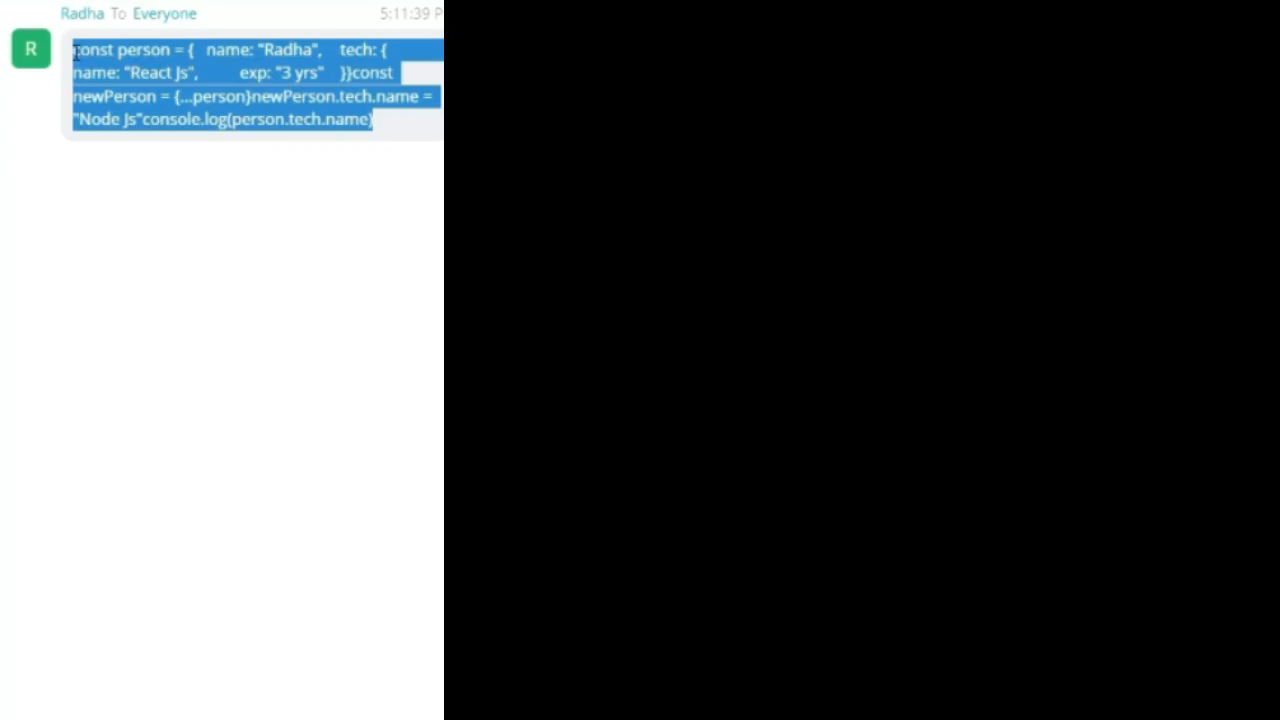 Radha To Everyone 5:11:39 P
R
const person = { name: "Radha", tech: {
name: "React Js", exp: "3 yrs" }}const
newPerson = {...person}newPerson.tech.name =
"Node Js"console.log(person.tech.name)